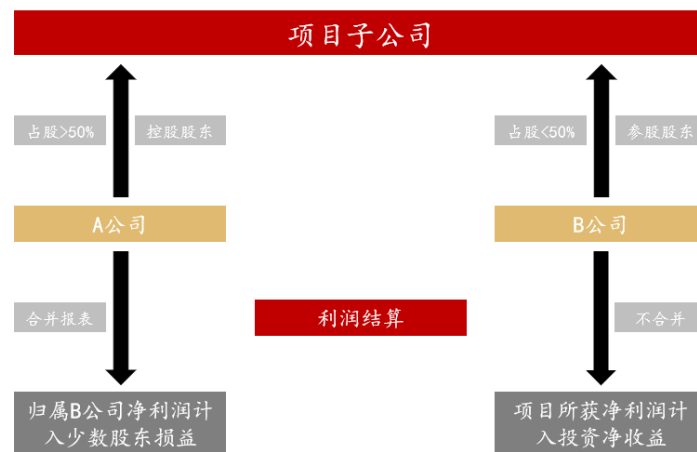 项目子公司
占股>50%
控股股东
占股<50%
参股股东
A公司
B公司
合并报表
利润结算
不合并
归属B公司净利润计
入少数股东损益
项目所获净利润计
入投资净收益